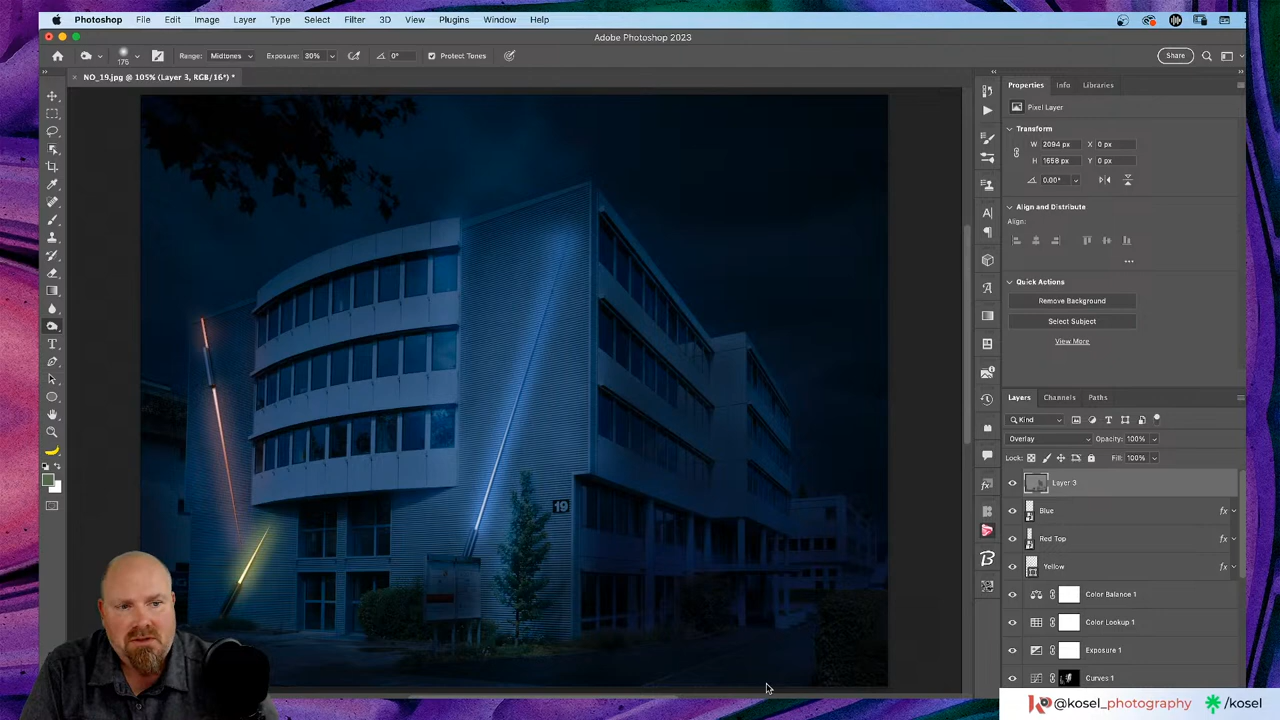 Photoshop File Edit Image Layer Type Select Filter 3D View Plugins Window Help
Adobe Photoshop 2023
175 Range: Midtones Exposure: 30% 0° Protect Tones Share
NO_19.jpg @ 105% (Layer 3, RGB/16*) *
Properties Info Libraries
Pixel Layer
Transform
W 2094 px X 0 px
H 1658 px Y 0 px
0.00°
Align and Distribute
Align:
Quick Actions
Remove Background
Select Subject
View More
Layers Channels Paths
Kind
Overlay Opacity: 100%
Lock: Fill: 100%
Layer 3
Blue fx
Red Top fx
Yellow fx
Color Balance 1
Color Lookup 1
Exposure 1
Curves 1
19
@kosel_photography /kosel